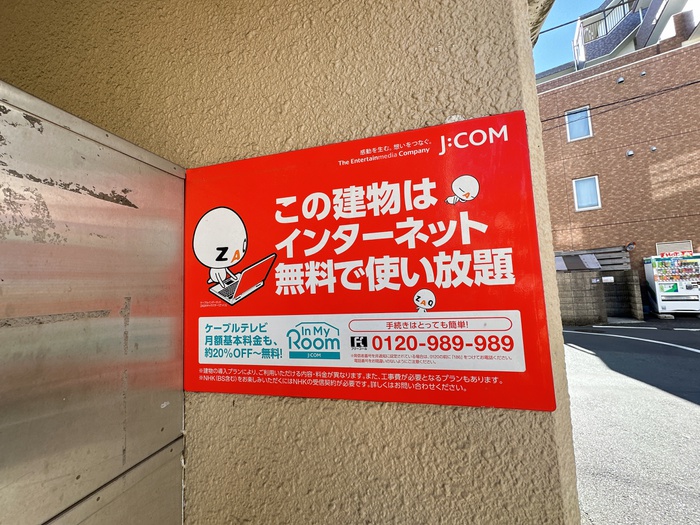 感動を生む。想いをつなぐ。
The Entertainmedia Company
J:COM
この建物は
インターネット
無料で使い放題
ZAQ
ZAQ
ケーブルテレビ
月額基本料金も、
約20%OFF〜無料!
In My
Room
J:COM
手続きはとっても簡単!
0120-989-989
※建物の導入プランにより、ご利用いただける内容・料金が異なります。また、工事費が必要となるプランもあります。
※NHK(BS含む)をお楽しみいただくにはNHKの受信契約が必要です。詳しくはお問い合わせください。